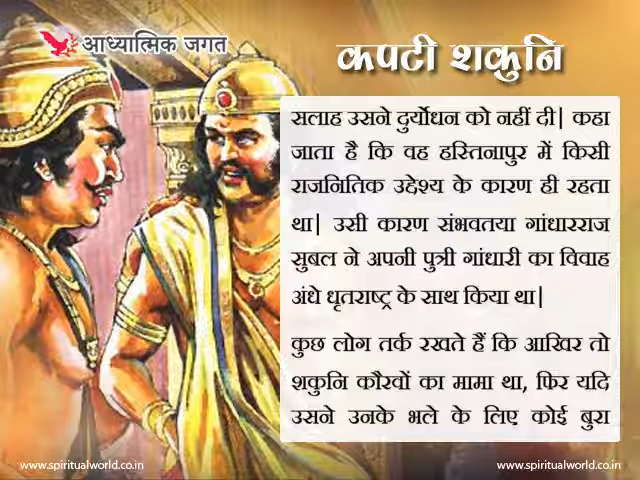 आध्यात्मिक जगत
कपटी शकुनि
सलाह उसने दुर्योधन को नहीं दी| कहा
जाता है कि वह हस्तिनापुर में किसी
राजनितिक उद्देश्य के कारण ही रहता
था| उसी कारण संभवतया गांधारराज
सुबल ने अपनी पुत्री गांधारी का विवाह
अंधे धृतराष्ट्र के साथ किया था|
कुछ लोग तर्क रखते हैं कि आखिर तो
शकुनि कौरवों का मामा था, फिर यदि
उसने उनके भले के लिए कोई बुरा
www.spiritualworld.co.in
www.spiritualworld.co.in